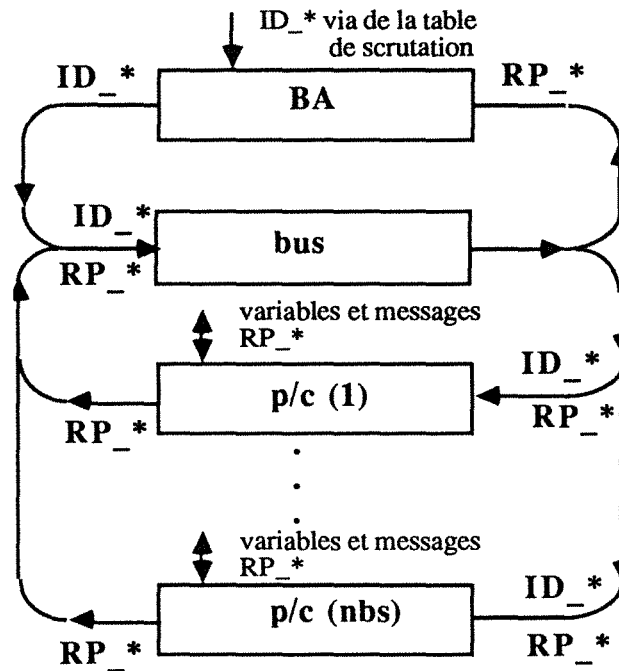 ID_* via de la table
de scrutation
ID_*
BA
RP_*
ID_*
bus
RP_*
variables et messages
RP_*
p/c (1)
ID_*
RP_*
RP_*
variables et messages
RP_*
p/c (nbs)
ID_*
RP_*
RP_*